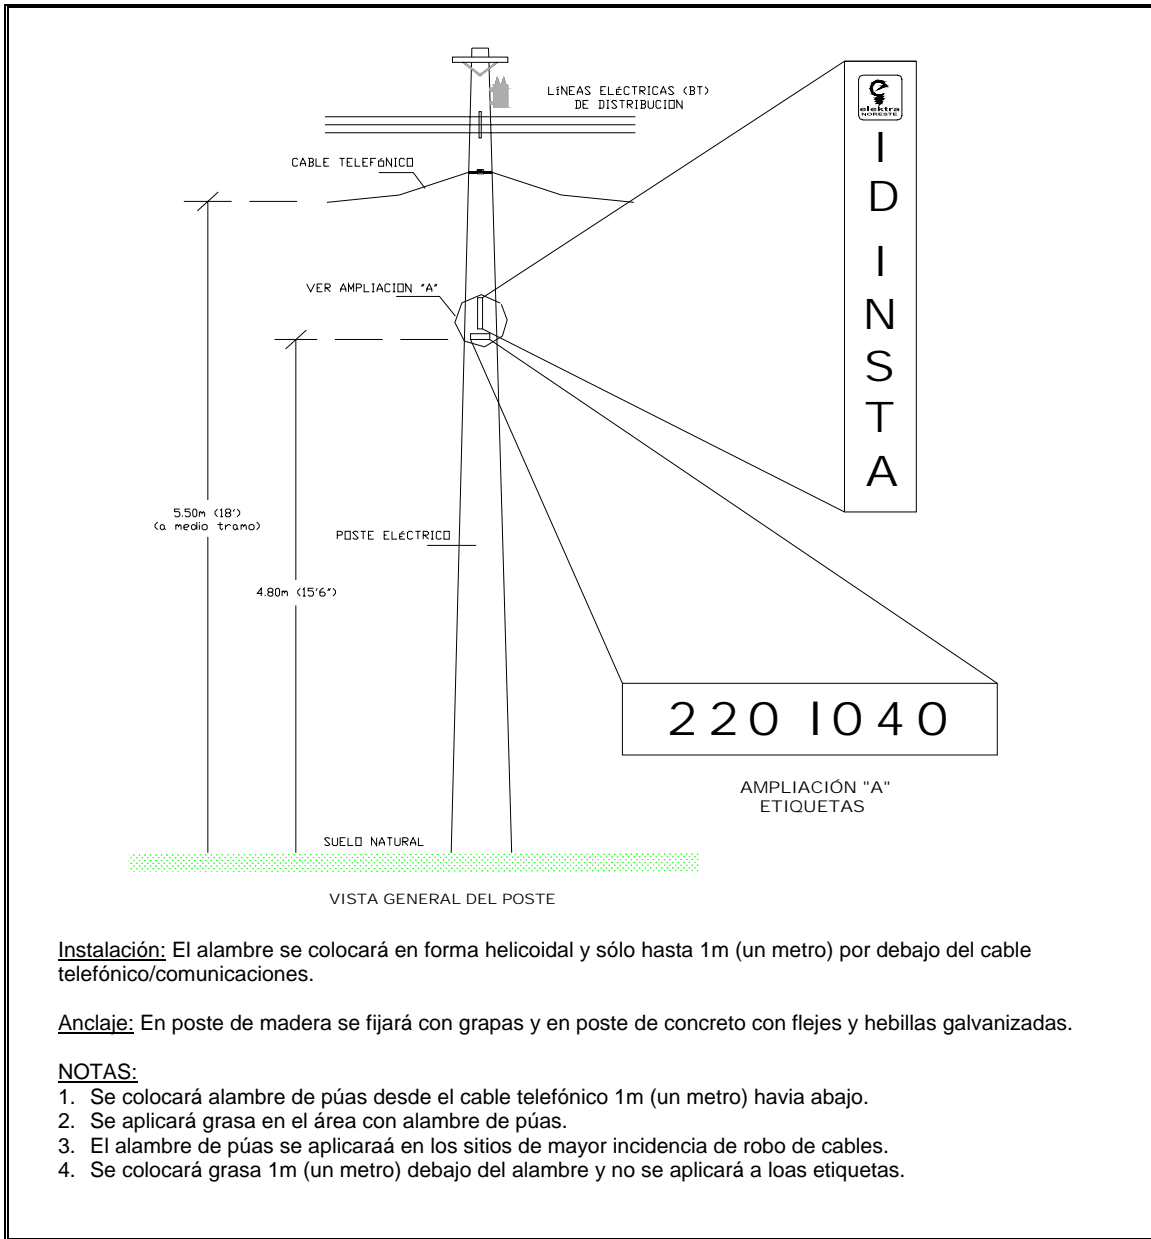 LíNEAS ELéCTRICAS (BT)
DE DISTRIBUCION
CABLE TELEFóNICO
VER AMPLIACION "A"
5.50m (18')
(a medio tramo)
POSTE ELéCTRICO
4.80m (15'6")
SUELO NATURAL
VISTA GENERAL DEL POSTE
elektra
NORESTE
ID INSTA
220 I040
AMPLIACIÓN "A"
ETIQUETAS
Instalación: El alambre se colocará en forma helicoidal y sólo hasta 1m (un metro) por debajo del cable
telefónico/comunicaciones.
Anclaje: En poste de madera se fijará con grapas y en poste de concreto con flejes y hebillas galvanizadas.
NOTAS:
1. Se colocará alambre de púas desde el cable telefónico 1m (un metro) havia abajo.
2. Se aplicará grasa en el área con alambre de púas.
3. El alambre de púas se aplicaraá en los sitios de mayor incidencia de robo de cables.
4. Se colocará grasa 1m (un metro) debajo del alambre y no se aplicará a loas etiquetas.